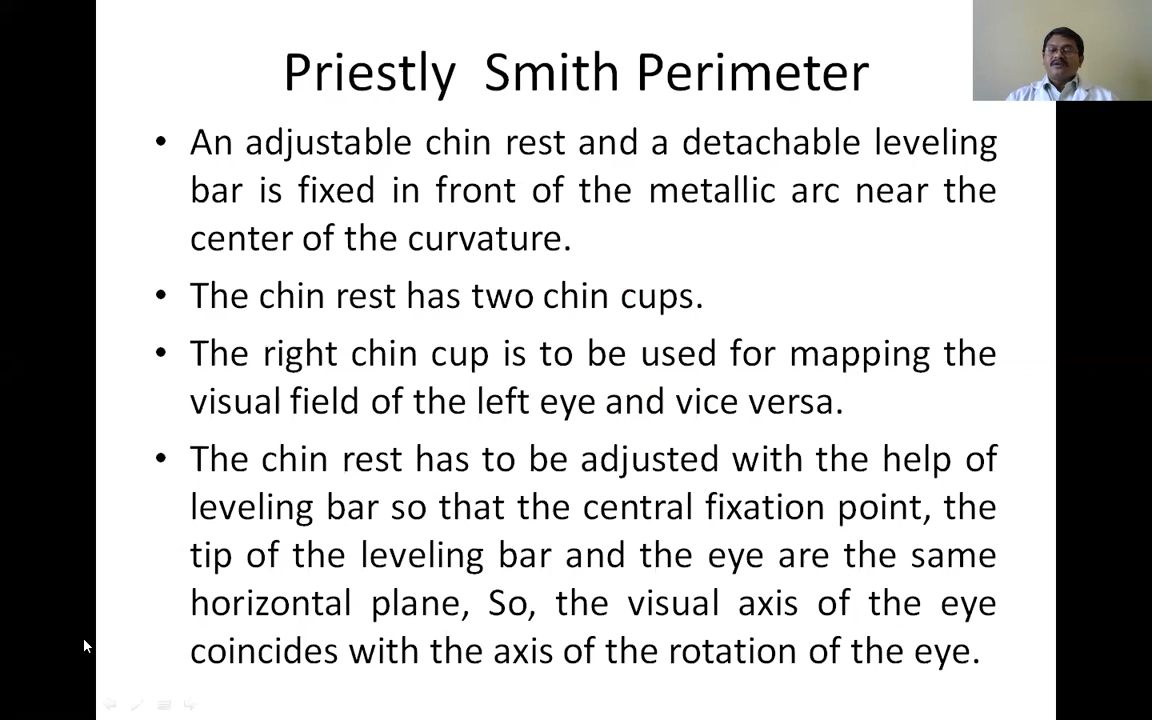 Priestly Smith Perimeter
• An adjustable chin rest and a detachable leveling
bar is fixed in front of the metallic arc near the
center of the curvature.
• The chin rest has two chin cups.
• The right chin cup is to be used for mapping the
visual field of the left eye and vice versa.
• The chin rest has to be adjusted with the help of
leveling bar so that the central fixation point, the
tip of the leveling bar and the eye are the same
horizontal plane, So, the visual axis of the eye
coincides with the axis of the rotation of the eye.